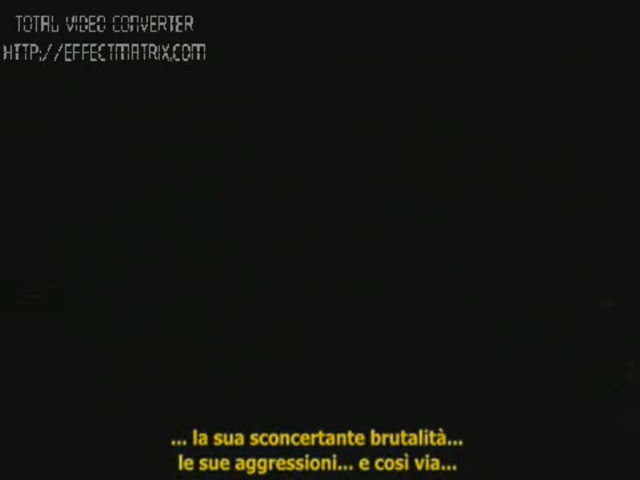 TOTAL VIDEO CONVERTER
HTTP://EFFECTMATRIX.COM
... la sua sconcertante brutalità...
le sue aggressioni... e così via...